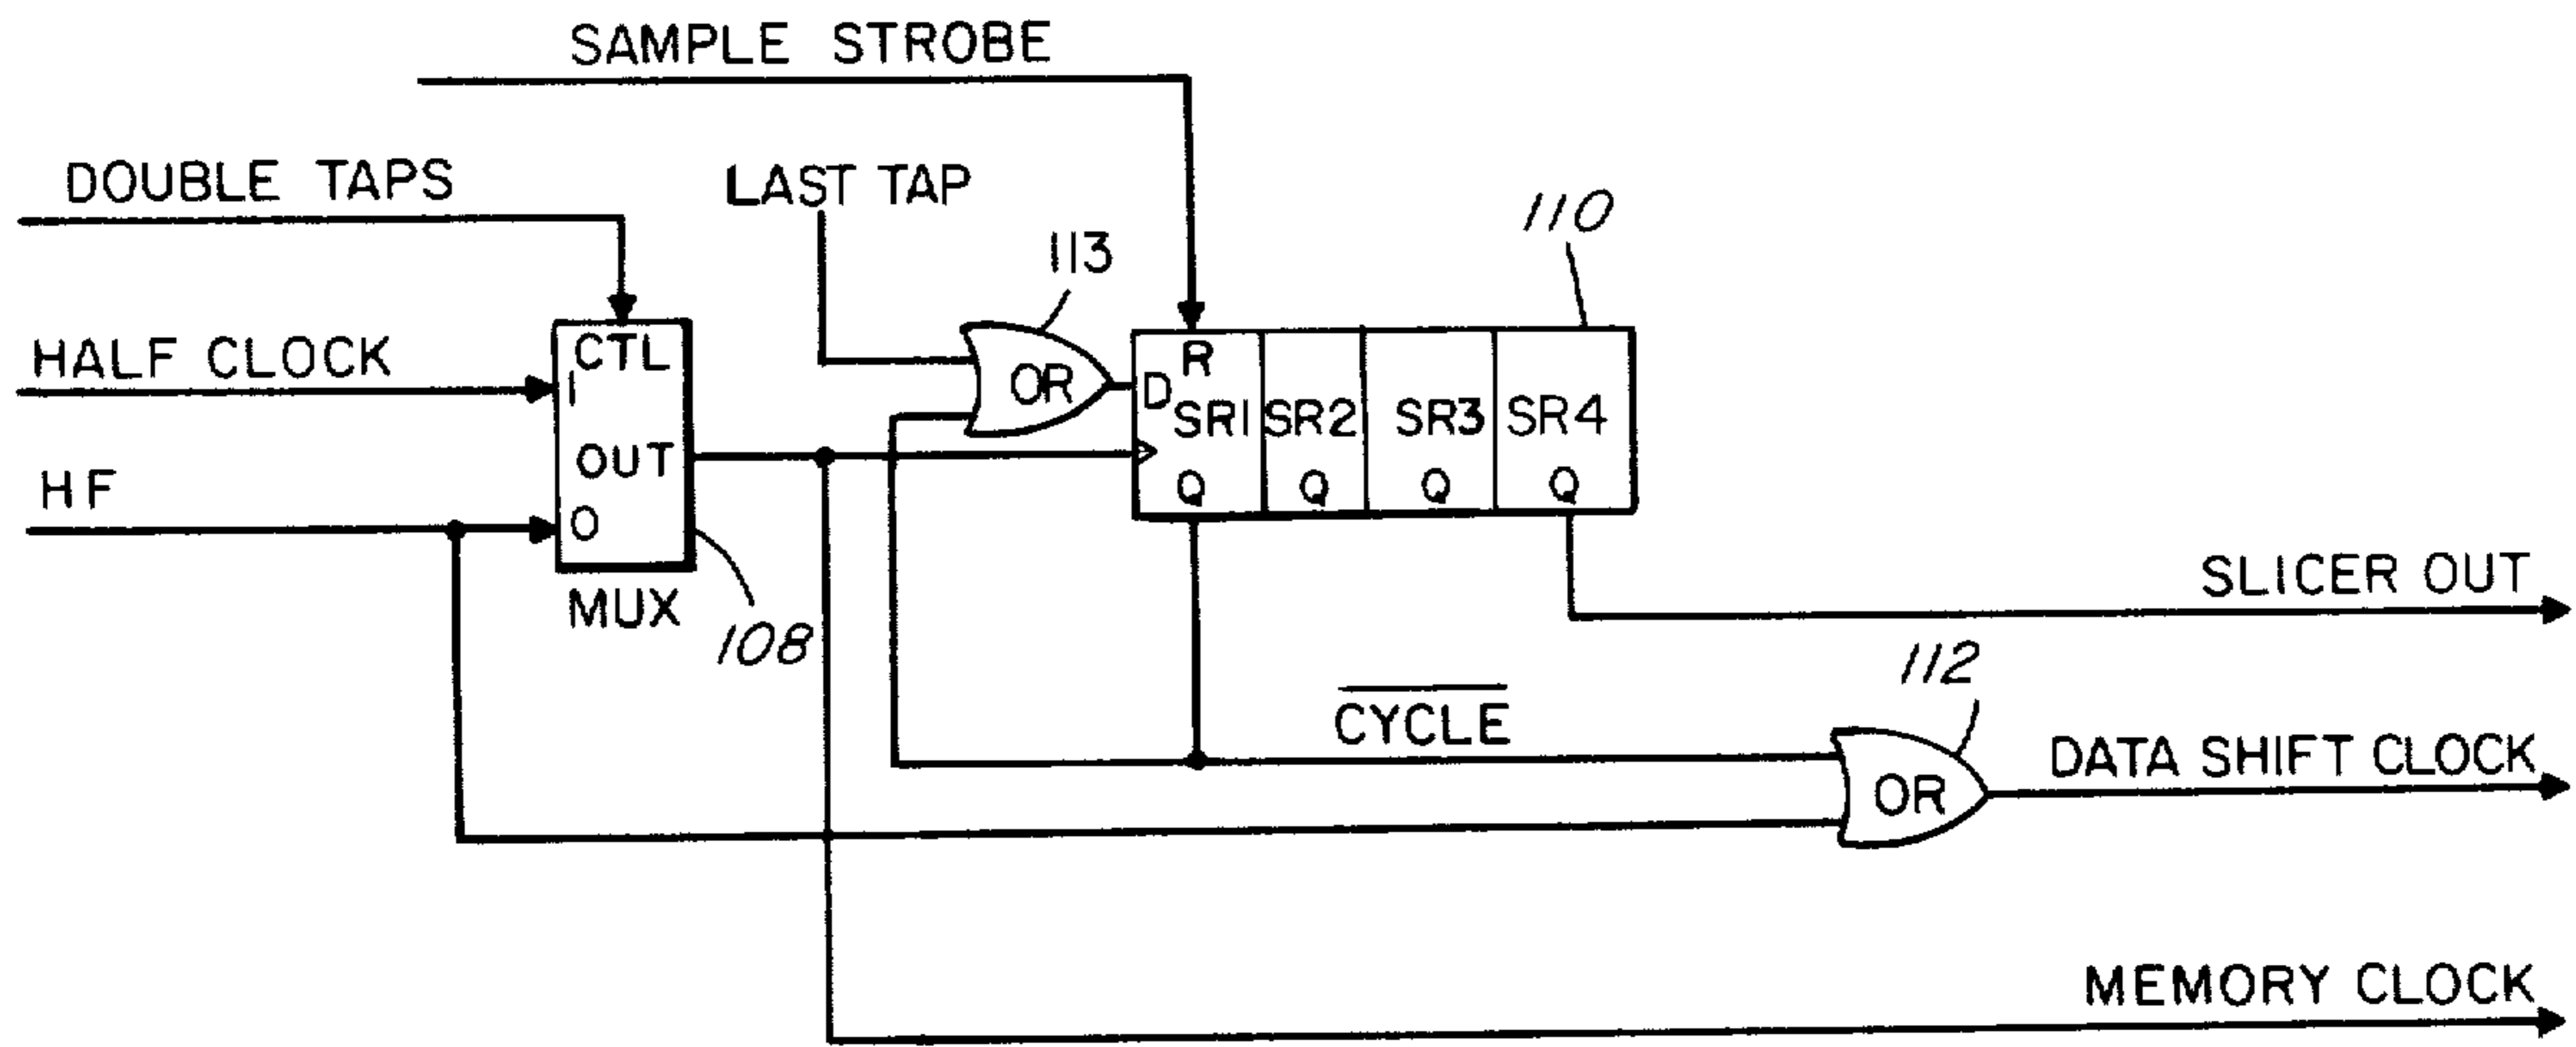 SAMPLE STROBE
DOUBLE TAPS
LAST TAP
110
113
HALF CLOCK
CTL
1
OUT
HF
0
MUX
108
OR
D
R
SR1
SR2
SR3
SR4
Q
Q
Q
Q
SLICER OUT
112
CYCLE
OR
DATA SHIFT CLOCK
MEMORY CLOCK